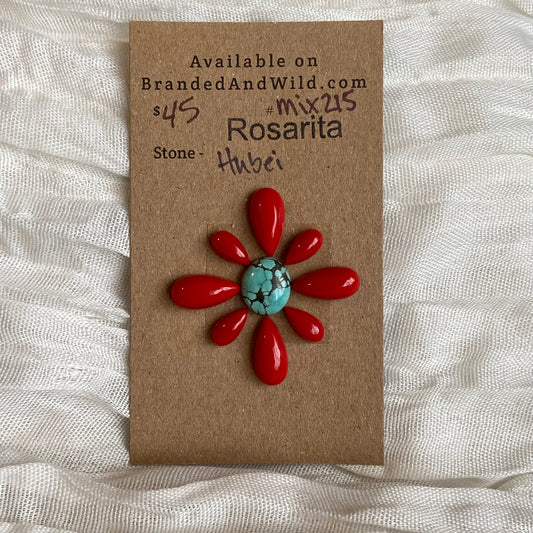 Available on
BrandedAndWild.com
$45 #mix215
Rosarita
Stone - Hubei